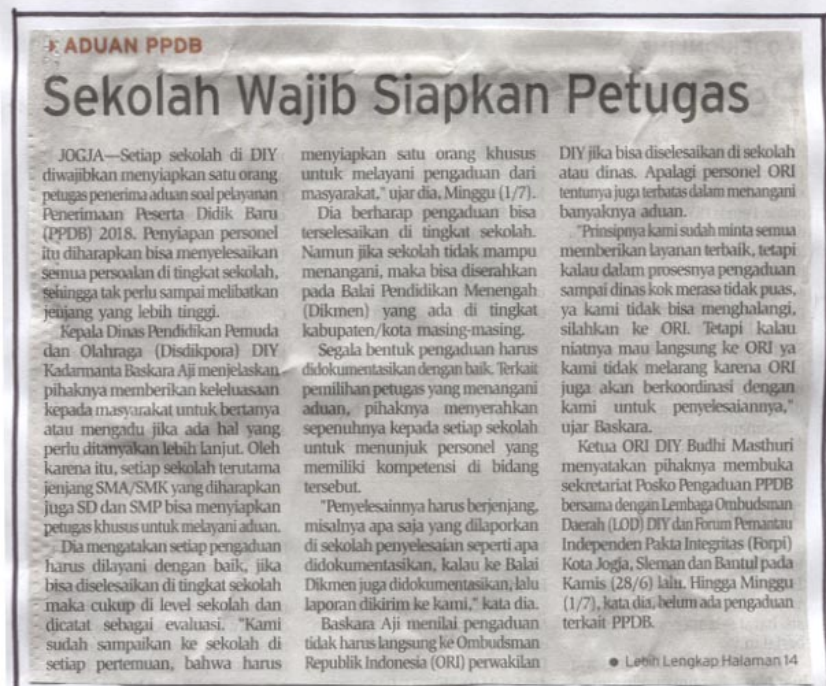 ADUAN PPDB
Sekolah Wajib Siapkan Petugas
JOGJA—Setiap sekolah di DIY
diwajibkan menyiapkan satu orang
petugas penerima aduan soal pelayanan
Penerimaan Peserta Didik Baru
(PPDB) 2018. Penyiapan personel
itu diharapkan bisa menyelesaikan
semua persoalan di tingkat sekolah,
sehingga tak perlu sampai melibatkan
jenjang yang lebih tinggi.
Kepala Dinas Pendidikan Pemuda
dan Olahraga (Disdikpora) DIY
Kadarmanta Baskara Aji menjelaskan
pihaknya memberikan keleluasaan
kepada masyarakat untuk bertanya
atau mengadu jika ada hal yang
perlu ditanyakan lebih lanjut. Oleh
karena itu, setiap sekolah terutama
jenjang SMA/SMK yang diharapkan
juga SD dan SMP bisa menyiapkan
petugas khusus untuk melayani aduan.
Dia mengatakan setiap pengaduan
harus dilayani dengan baik, jika
bisa diselesaikan di tingkat sekolah
maka cukup di level sekolah dan
dicatat sebagai evaluasi. "Kami
sudah sampaikan ke sekolah di
setiap pertemuan, bahwa harus
menyiapkan satu orang khusus
untuk melayani pengaduan dari
masyarakat," ujar dia, Minggu (1/7).
Dia berharap pengaduan bisa
terselesaikan di tingkat sekolah.
Namun jika sekolah tidak mampu
menangani, maka bisa diserahkan
pada Balai Pendidikan Menengah
(Dikmen) yang ada di tingkat
kabupaten/kota masing-masing.
Segala bentuk pengaduan harus
didokumentasikan dengan baik. Terkait
pemilihan petugas yang menangani
aduan, pihaknya menyerahkan
sepenuhnya kepada setiap sekolah
untuk menunjuk personel yang
memiliki kompetensi di bidang
tersebut.
"Penyelesainnya harus berjenjang,
misalnya apa saja yang dilaporkan
di sekolah penyelesaian seperti apa
didokumentasikan, kalau ke Balai
Dikmen juga didokumentasikan, lalu
laporan dikirim ke kami," kata dia.
Baskara Aji menilai pengaduan
tidak harus langsung ke Ombudsman
Republik Indonesia (ORI) perwakilan
DIY jika bisa diselesaikan di sekolah
atau dinas. Apalagi personel ORI
tentunya juga terbatas dalam menangani
banyaknya aduan.
"Prinsipnya kami sudah minta semua
memberikan layanan terbaik, tetapi
kalau dalam prosesnya pengaduan
sampai dinas kok merasa tidak puas,
ya kami tidak bisa menghalangi,
silahkan ke ORI. Tetapi kalau
niatnya mau langsung ke ORI ya
kami tidak melarang karena ORI
juga akan berkoordinasi dengan
kami untuk penyelesaiannya,"
ujar Baskara.
Ketua ORI DIY Budhi Masthuri
menyatakan pihaknya membuka
sekretariat Posko Pengaduan PPDB
bersama dengan Lembaga Ombudsman
Daerah (LOD) DIY dan Forum Pemantau
Independen Pakta Integritas (Forpi)
Kota Jogja, Sleman dan Bantul pada
Kamis (28/6) lalu. Hingga Minggu
(1/7), kata dia, belum ada pengaduan
terkait PPDB.
● Lebih Lengkap Halaman 14